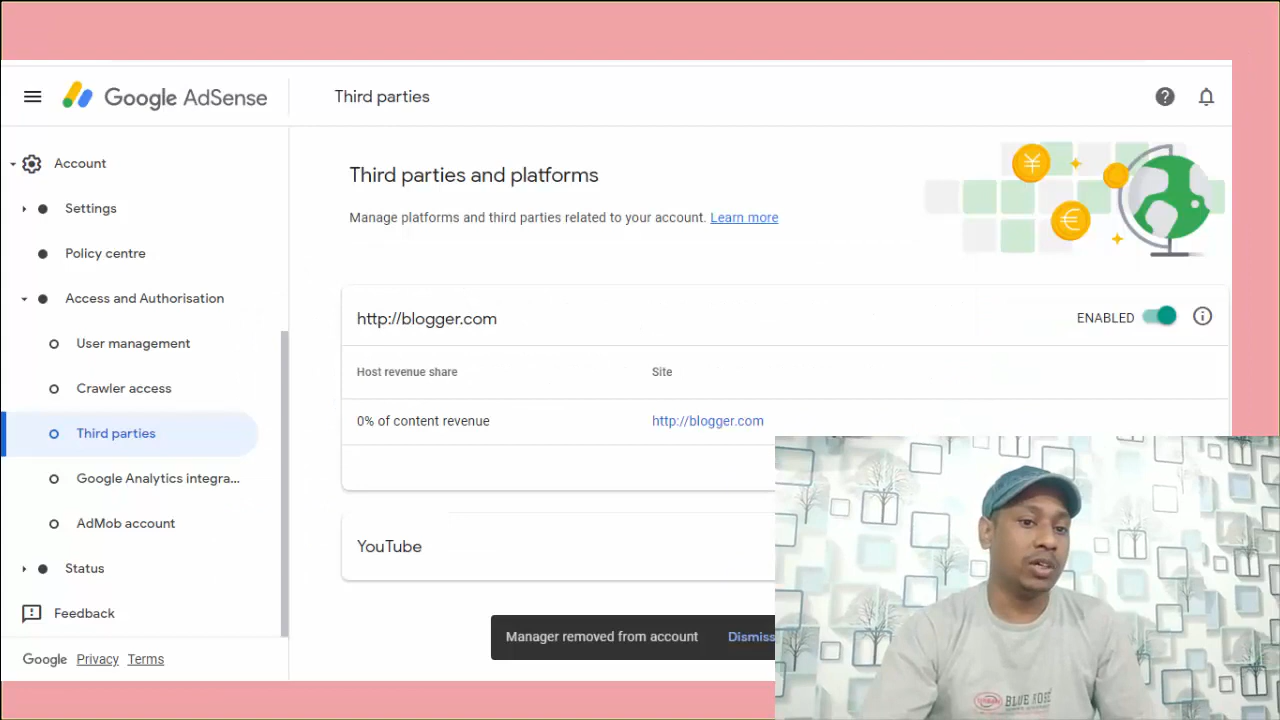 Google AdSense
Third parties
Account
Settings
Policy centre
Access and Authorisation
User management
Crawler access
Third parties
Google Analytics integra...
AdMob account
Status
Feedback
Google Privacy Terms
Third parties and platforms
Manage platforms and third parties related to your account. Learn more
http://blogger.com
ENABLED
Host revenue share Site
0% of content revenue http://blogger.com
YouTube
Manager removed from account Dismiss
BLUE ROSE